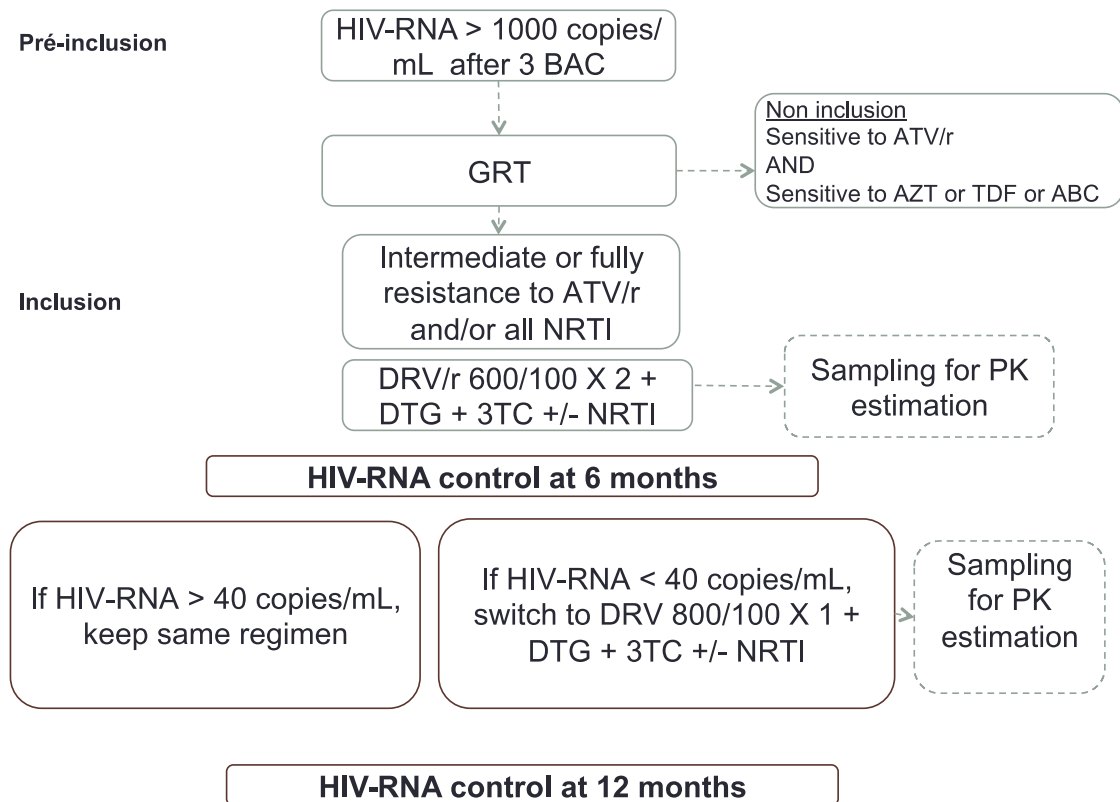 Pré-inclusion
HIV-RNA > 1000 copies/
mL after 3 BAC
GRT
Non inclusion
Sensitive to ATV/r
AND
Sensitive to AZT or TDF or ABC
Inclusion
Intermediate or fully
resistance to ATV/r
and/or all NRTI
DRV/r 600/100 X 2 +
DTG + 3TC +/- NRTI
Sampling for PK
estimation
HIV-RNA control at 6 months
If HIV-RNA > 40 copies/mL,
keep same regimen
If HIV-RNA < 40 copies/mL,
switch to DRV 800/100 X 1 +
DTG + 3TC +/- NRTI
Sampling
for PK
estimation
HIV-RNA control at 12 months